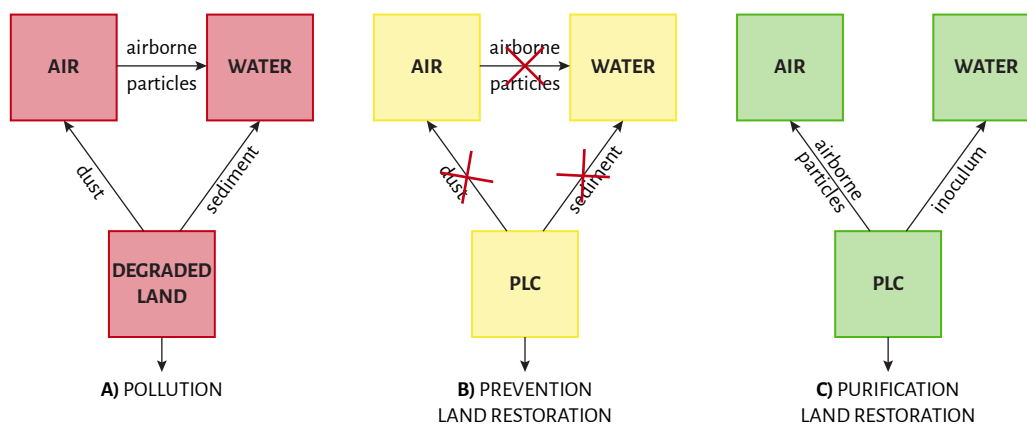 AIR
airborne
particles
WATER
dust
sediment
DEGRADED
LAND
A) POLLUTION
AIR
airborne
particles
WATER
dust
sediment
PLC
B) PREVENTION
LAND RESTORATION
AIR
WATER
airborne
particles
inoculum
PLC
C) PURIFICATION
LAND RESTORATION